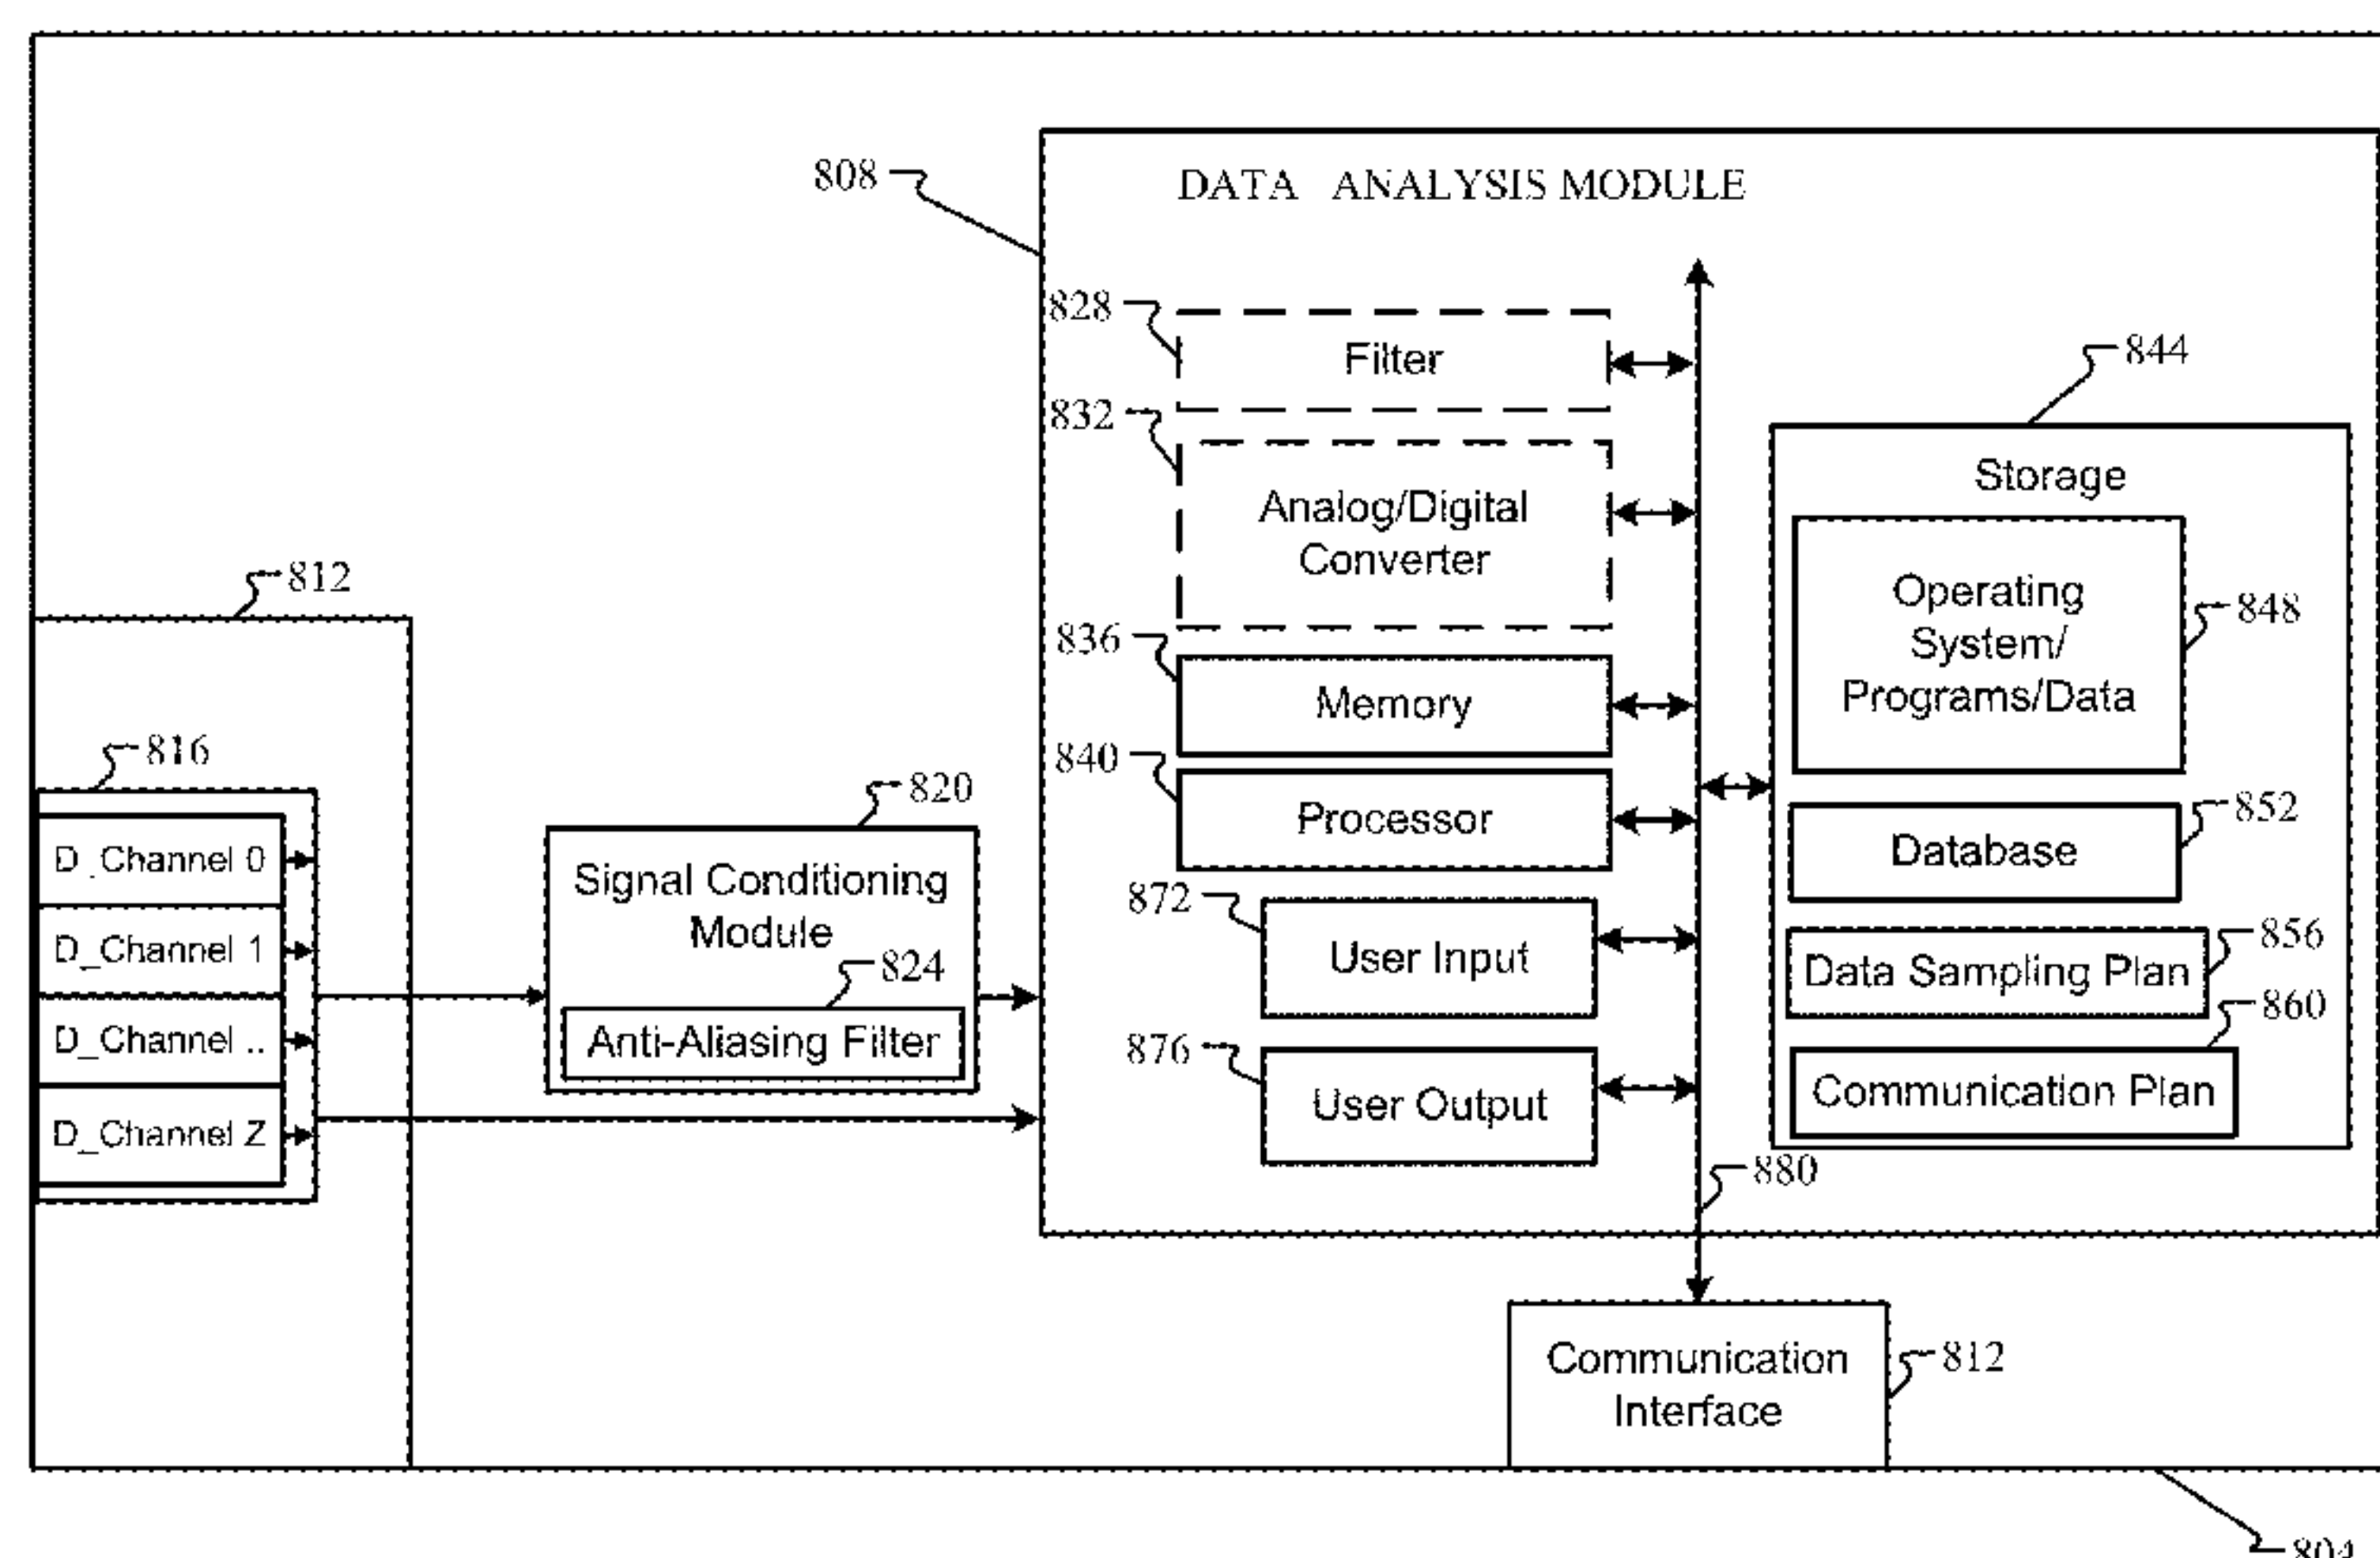 808
DATA ANALYSIS MODULE
828
Filter
832
Analog/Digital
Converter
836
Memory
840
Processor
872
User Input
876
User Output
844
Storage
Operating
System/
Programs/Data
848
Database
852
Data Sampling Plan
856
860
Communication Plan
880
812
816
D_Channel 0
D_Channel 1
D_Channel ..
D_Channel Z
820
Signal Conditioning
Module
824
Anti-Aliasing Filter
Communication
Interface
812
804